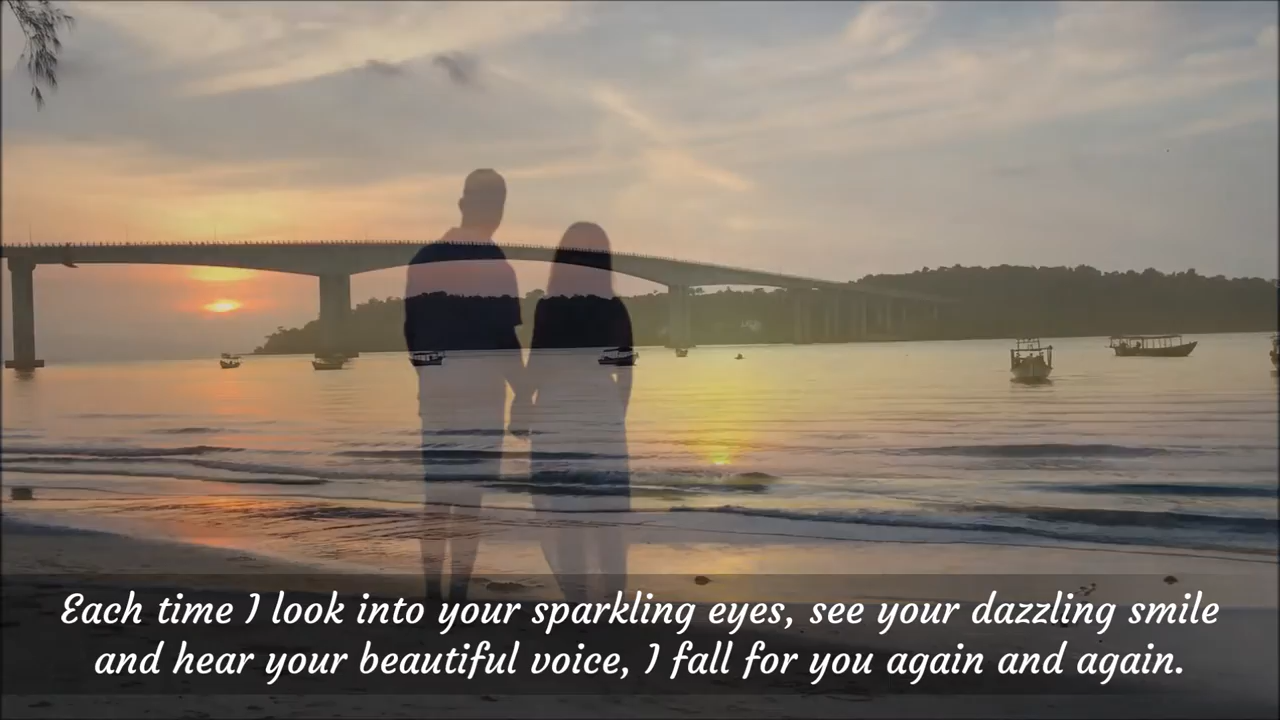 Each time I look into your sparkling eyes, see your dazzling smile
and hear your beautiful voice, I fall for you again and again.